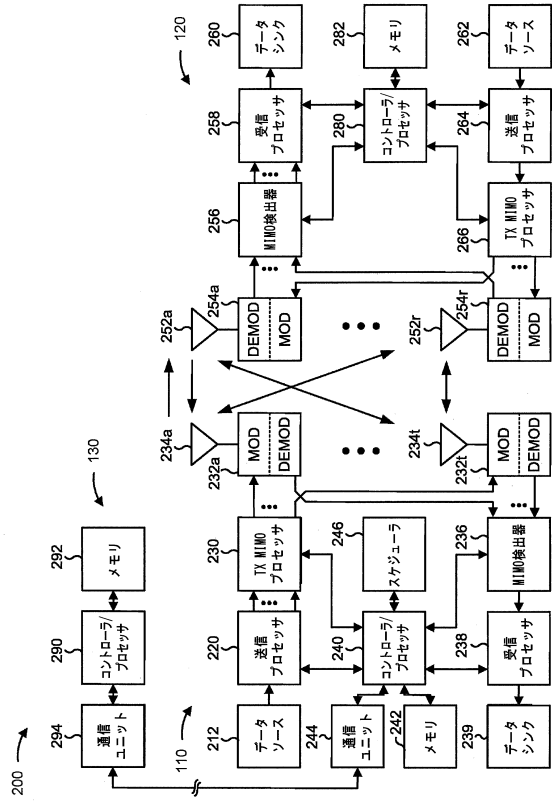 200
130
294
通信
ユニット
290
コントローラ/
プロセッサ
292
メモリ
110
120
212
データ
ソース
220
送信
プロセッサ
230
TX MIMO
プロセッサ
232a
MOD
DEMOD
234a
252a
254a
DEMOD
MOD
256
MIMO検出器
258
受信
プロセッサ
260
データ
シンク
244
通信
ユニット
242
メモリ
240
コントローラ/
プロセッサ
246
スケジューラ
280
コントローラ/
プロセッサ
282
メモリ
239
データ
シンク
238
受信
プロセッサ
236
MIMO検出器
232t
MOD
DEMOD
234t
252r
254r
DEMOD
MOD
266
TX MIMO
プロセッサ
264
送信
プロセッサ
262
データ
ソース